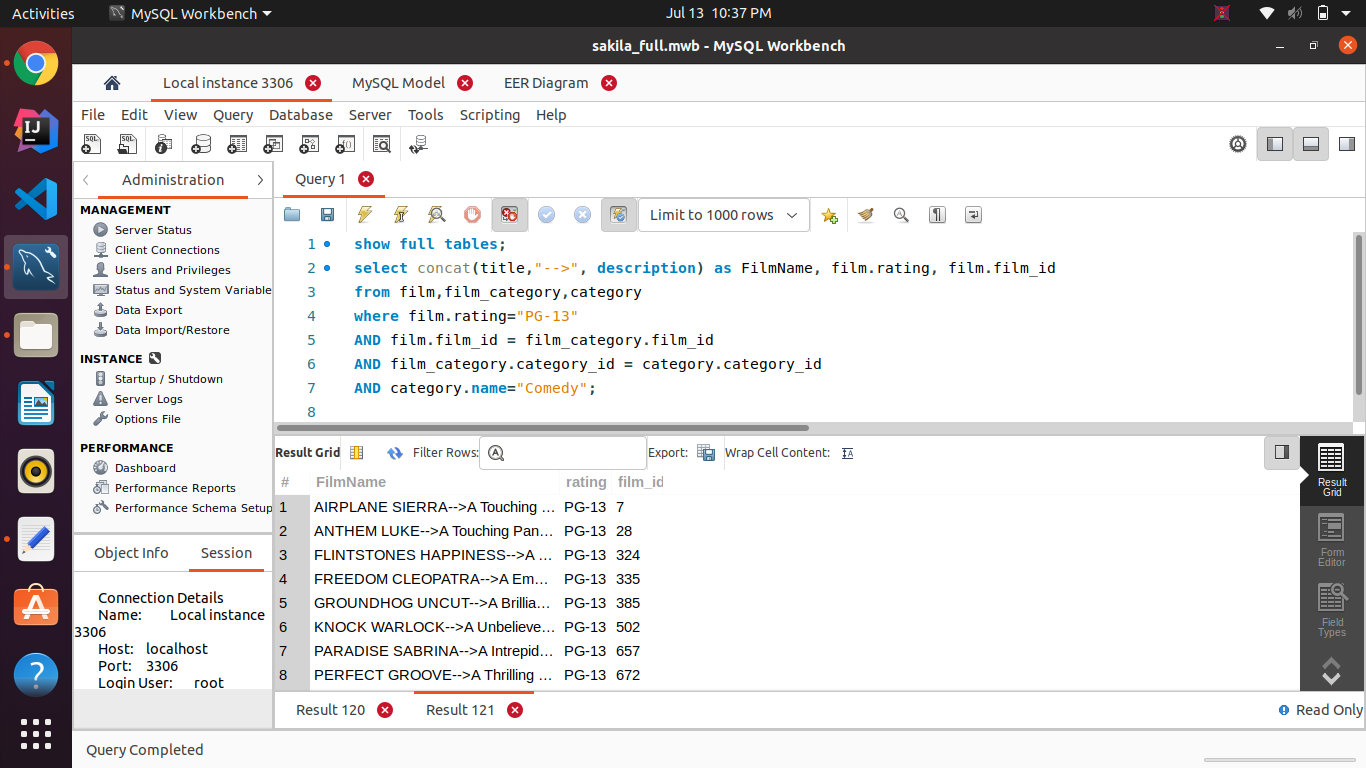 Activities MySQL Workbench Jul 13 10:37 PM
sakila_full.mwb - MySQL Workbench
Local instance 3306 MySQL Model EER Diagram
File Edit View Query Database Server Tools Scripting Help
Administration
MANAGEMENT
Server Status
Client Connections
Users and Privileges
Status and System Variable
Data Export
Data Import/Restore
INSTANCE
Startup / Shutdown
Server Logs
Options File
PERFORMANCE
Dashboard
Performance Reports
Performance Schema Setup
Object Info Session
Connection Details
Name: Local instance
3306
Host: localhost
Port: 3306
Login User: root
Query 1
Limit to 1000 rows
1 show full tables;
2 select concat(title,"-->", description) as FilmName, film.rating, film.film_id
3 from film,film_category,category
4 where film.rating="PG-13"
5 AND film.film_id = film_category.film_id
6 AND film_category.category_id = category.category_id
7 AND category.name="Comedy";
8
Result Grid Filter Rows: Export: Wrap Cell Content:
# FilmName rating film_id
1 AIRPLANE SIERRA-->A Touching ... PG-13 7
2 ANTHEM LUKE-->A Touching Pan... PG-13 28
3 FLINTSTONES HAPPINESS-->A ... PG-13 324
4 FREEDOM CLEOPATRA-->A Em... PG-13 335
5 GROUNDHOG UNCUT-->A Brillia... PG-13 385
6 KNOCK WARLOCK-->A Unbelieve... PG-13 502
7 PARADISE SABRINA-->A Intrepid... PG-13 657
8 PERFECT GROOVE-->A Thrilling ... PG-13 672
Result
Grid
Form
Editor
Field
Types
Result 120 Result 121 Read Only
Query Completed